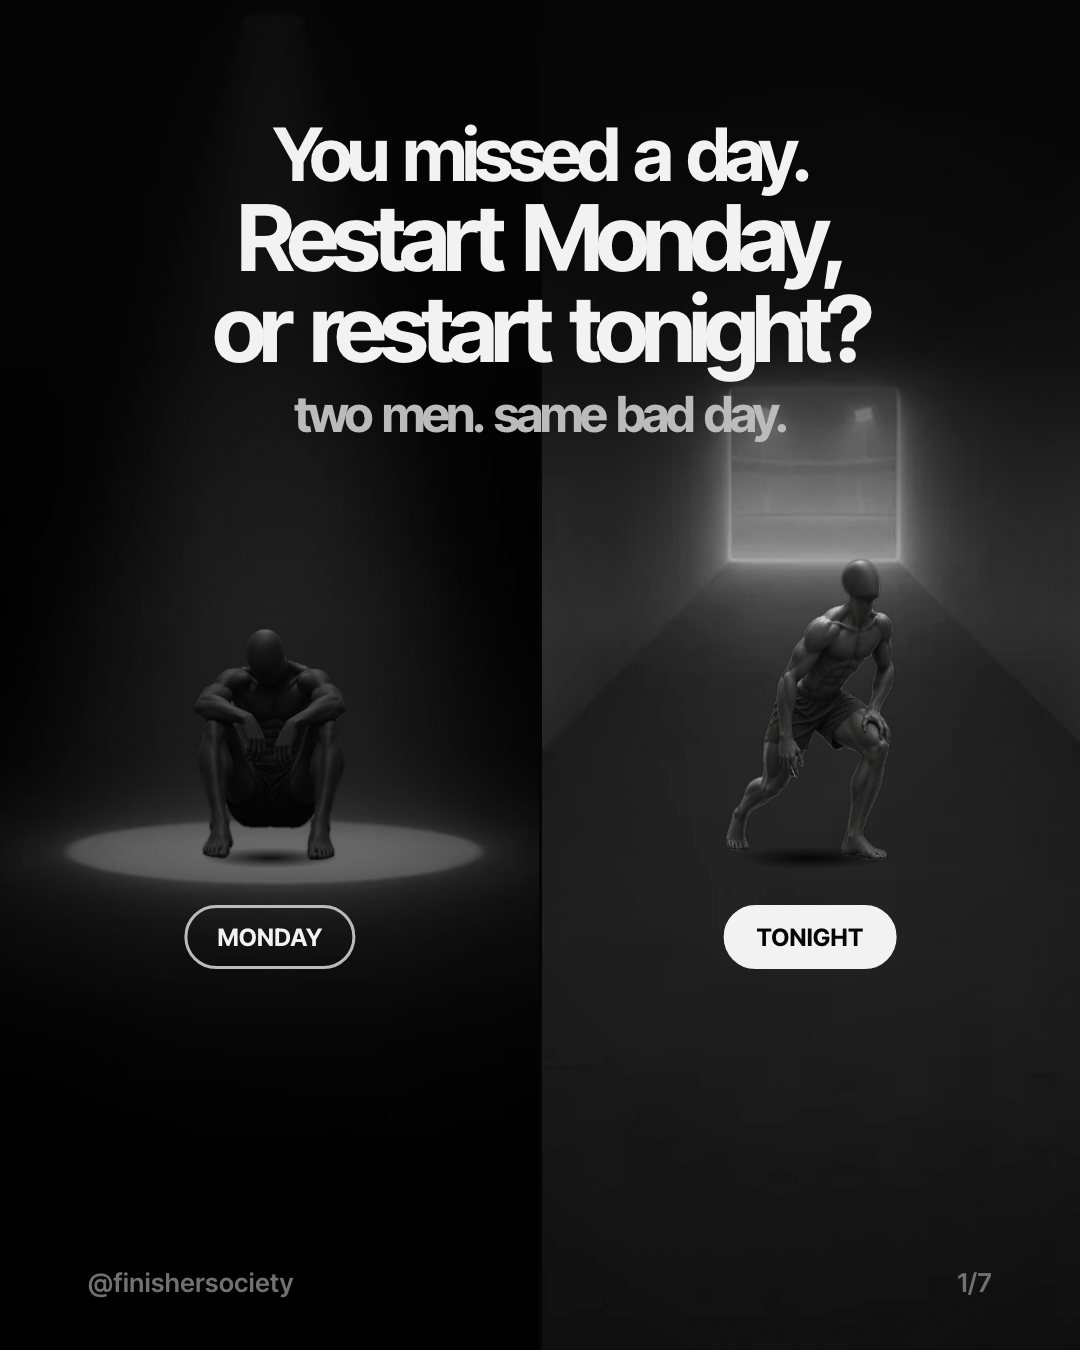 You missed a day.
Restart Monday,
or restart tonight?
two men. same bad day.
MONDAY
TONIGHT
@finishersociety
1/7